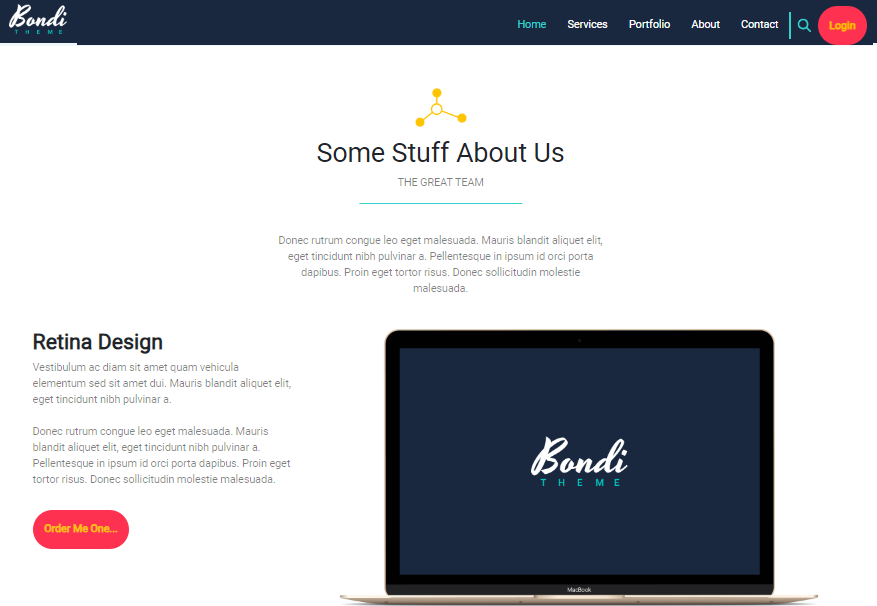 Bondi
THEME
Home Services Portfolio About Contact Login
Some Stuff About Us
THE GREAT TEAM
Donec rutrum congue leo eget malesuada. Mauris blandit aliquet elit,
eget tincidunt nibh pulvinar a. Pellentesque in ipsum id orci porta
dapibus. Proin eget tortor risus. Donec sollicitudin molestie
malesuada.
Retina Design
Vestibulum ac diam sit amet quam vehicula
elementum sed sit amet dui. Mauris blandit aliquet elit,
eget tincidunt nibh pulvinar a.
Donec rutrum congue leo eget malesuada. Mauris
blandit aliquet elit, eget tincidunt nibh pulvinar a.
Pellentesque in ipsum id orci porta dapibus. Proin eget
tortor risus. Donec sollicitudin molestie malesuada.
Order Me One...
Bondi
THEME
MacBook